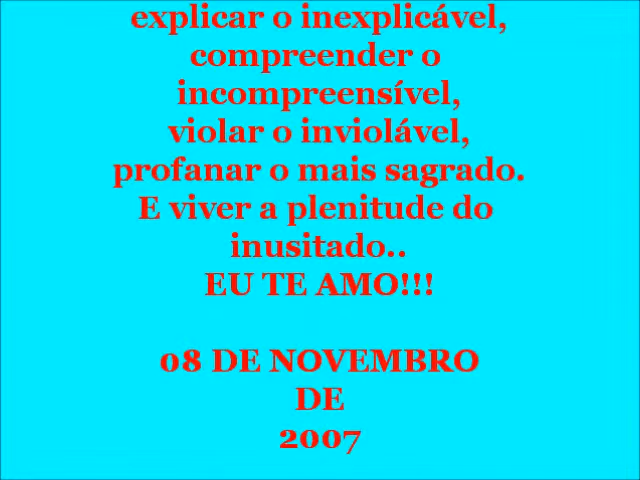 explicar o inexplicável,
compreender o
incompreensível,
violar o inviolável,
profanar o mais sagrado.
E viver a plenitude do
inusitado..
EU TE AMO!!!
08 DE NOVEMBRO
DE
2007